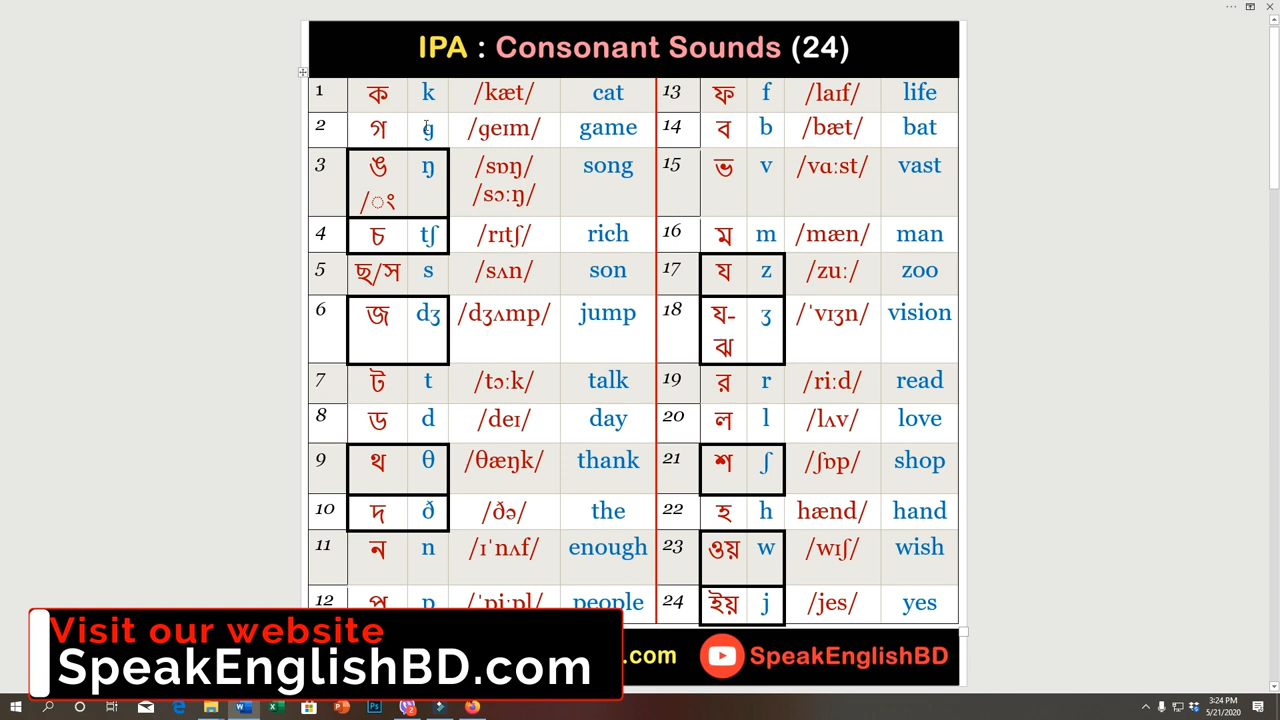 IPA : Consonant Sounds (24)
1 ক k /kæt/ cat 13 ফ f /laɪf/ life
2 গ ɡ /ɡeɪm/ game 14 ব b /bæt/ bat
3 ঙ ŋ /sɒŋ/ song 15 ভ v /vɑːst/ vast
/ং /sɔːŋ/
4 চ tʃ /rɪtʃ/ rich 16 ম m /mæn/ man
5 ছ/স s /sʌn/ son 17 য z /zuː/ zoo
6 জ dʒ /dʒʌmp/ jump 18 য- ʒ /ˈvɪʒn/ vision
ঝ
7 ট t /tɔːk/ talk 19 র r /riːd/ read
8 ড d /deɪ/ day 20 ল l /lʌv/ love
9 থ θ /θæŋk/ thank 21 শ ʃ /ʃɒp/ shop
10 দ ð /ðə/ the 22 হ h hænd/ hand
11 ন n /ɪˈnʌf/ enough 23 ওয় w /wɪʃ/ wish
12 প p /ˈpiːpl/ people 24 ইয় j /jes/ yes
Visit our website
SpeakEnglishBD.com
.com SpeakEnglishBD
3:24 PM
5/21/2020